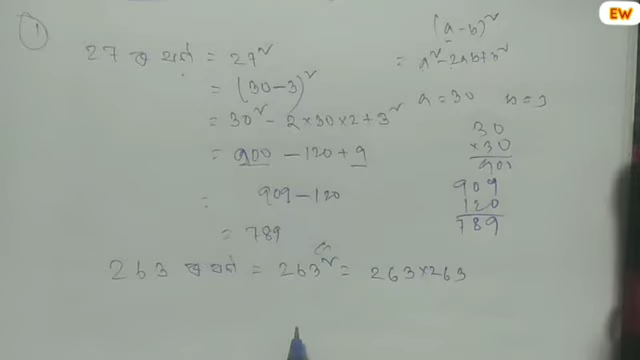 EW
1
27 এর বর্গ = 27²
(a-b)²
= a²-2ab+b²
= (30-3)²
= 30² - 2×30×2+3²
a=30 b=3
= 900 - 120 + 9
30
×30
900
= 909-120
909
120
789
= 789
263 এর বর্গ = 263² = 263×263